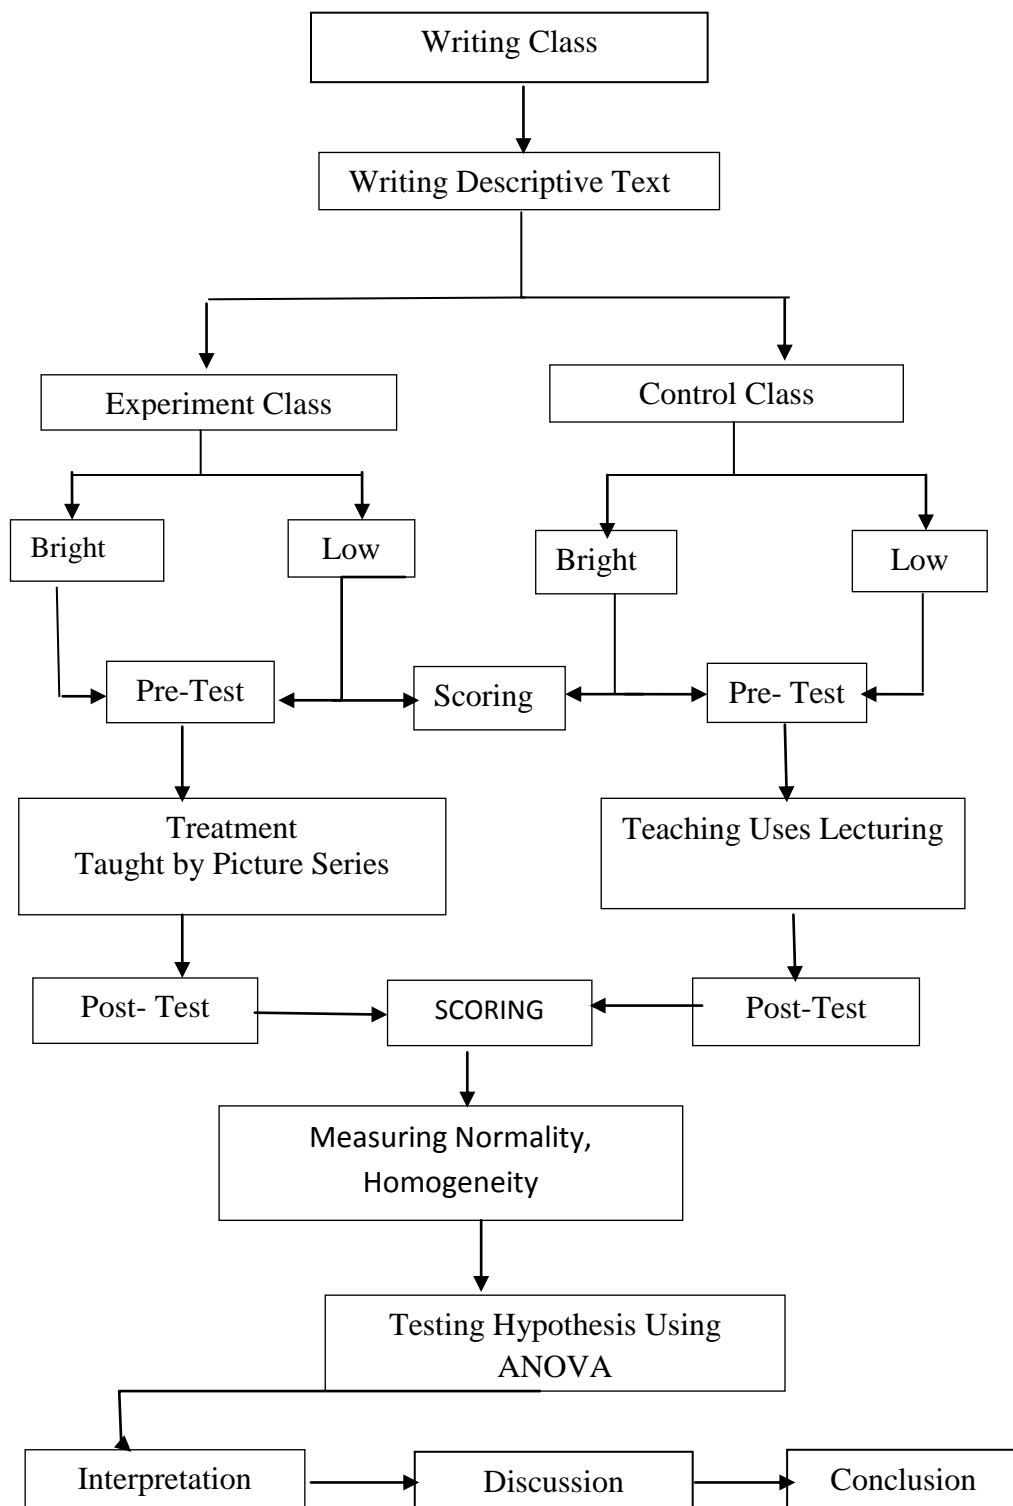 Writing Class
Writing Descriptive Text
Experiment Class
Control Class
Bright
Low
Bright
Low
Pre-Test
Scoring
Pre- Test
Treatment
Taught by Picture Series
Teaching Uses Lecturing
Post- Test
SCORING
Post-Test
Measuring Normality,
Homogeneity
Testing Hypothesis Using
ANOVA
Interpretation
Discussion
Conclusion